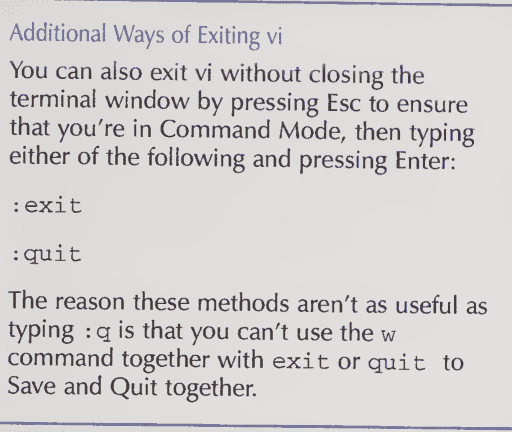 Additional Ways of Exiting vi
You can also exit vi without closing the
terminal window by pressing Esc to ensure
that you're in Command Mode, then typing
either of the following and pressing Enter:
:exit
:quit
The reason these methods aren't as useful as
typing :q is that you can't use the w
command together with exit or quit to
Save and Quit together.